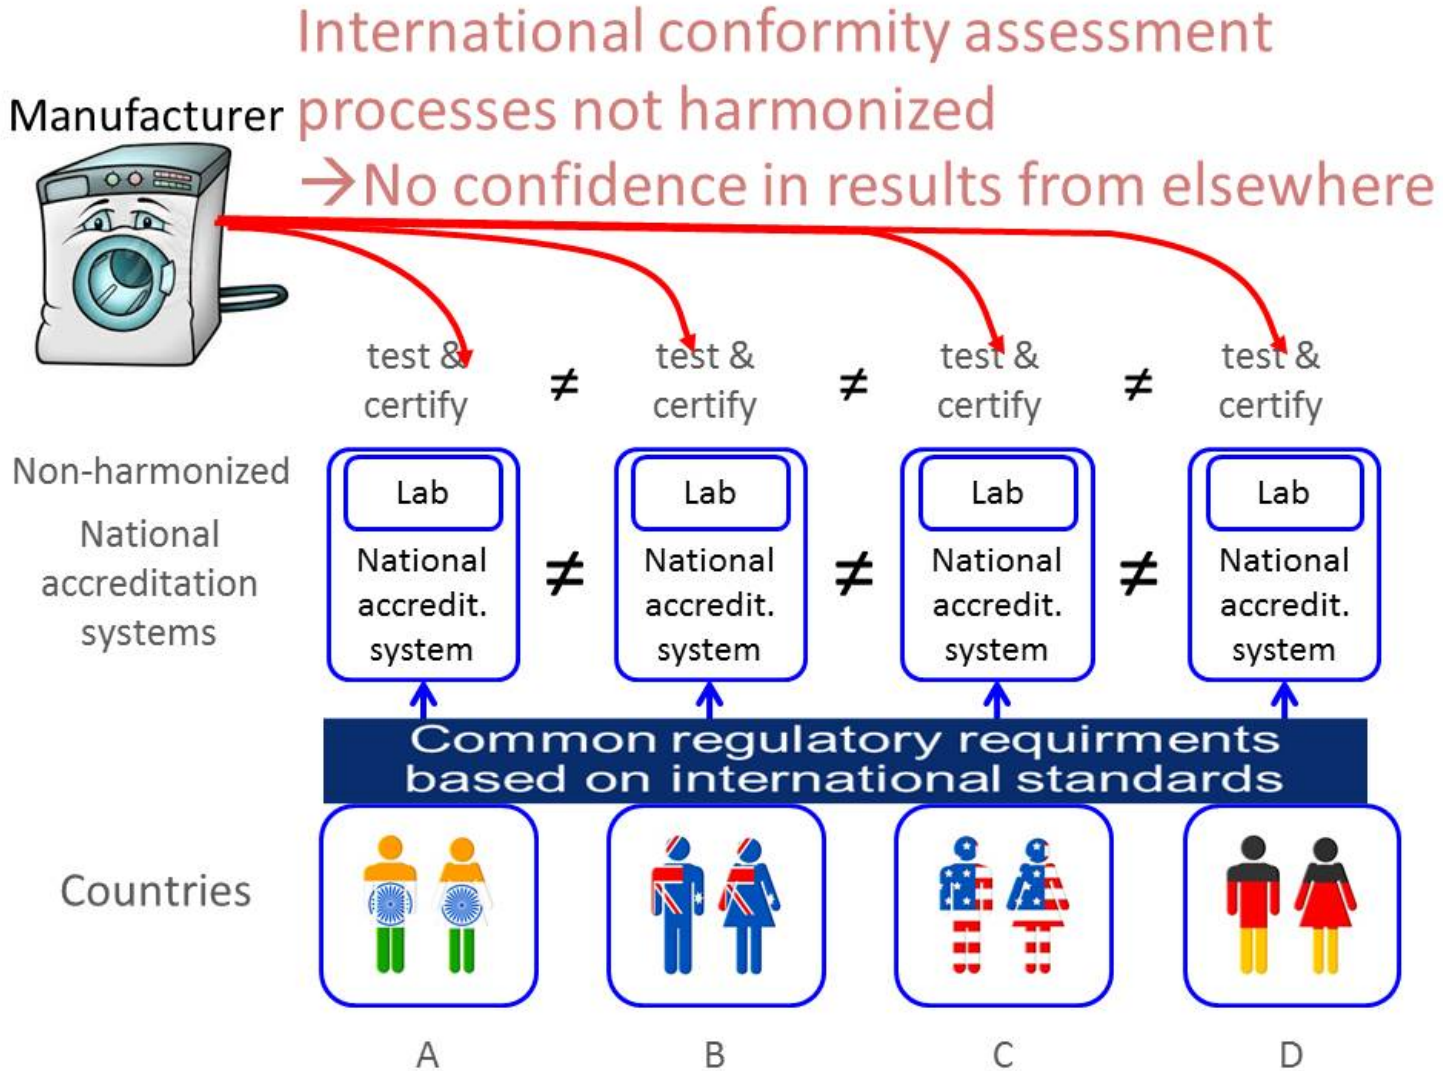 International conformity assessment
Manufacturer processes not harmonized
→No confidence in results from elsewhere
test & test & test & test &
certify ≠ certify ≠ certify ≠ certify
Non-harmonized
National
accreditation
systems
Lab Lab Lab Lab
National ≠ National ≠ National ≠ National
accredit. accredit. accredit. accredit.
system system system system
Common regulatory requirments
based on international standards
Countries
A B C D